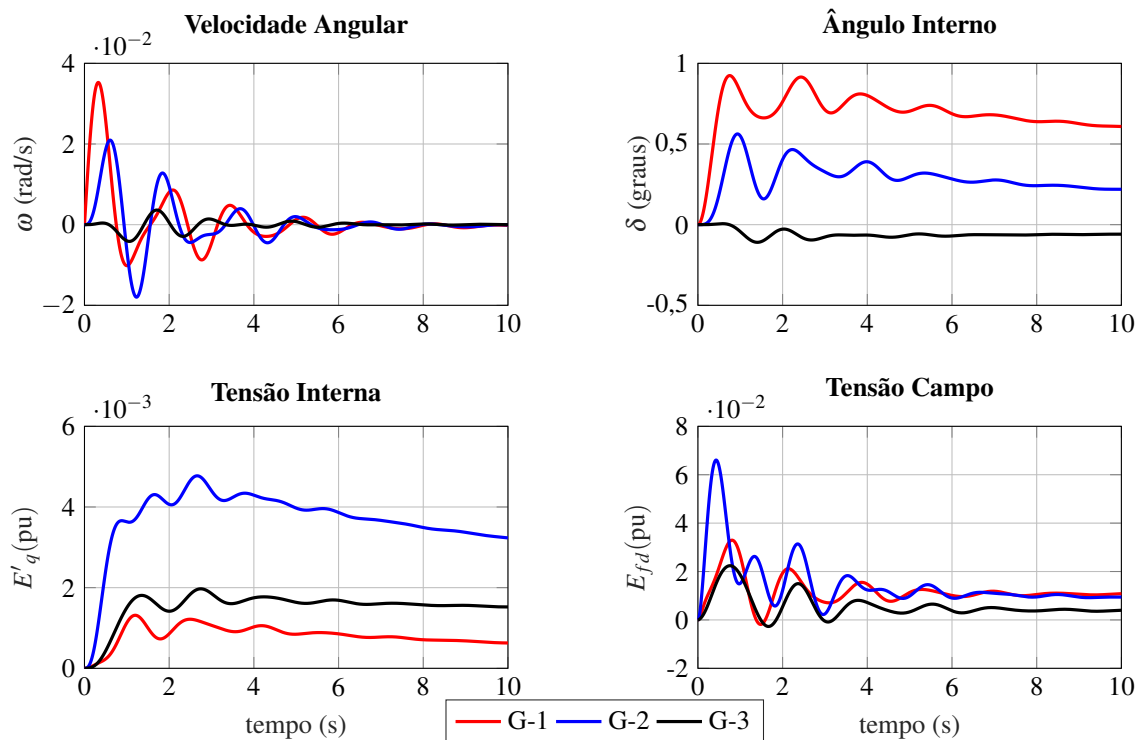 Velocidade Angular
·10−2
4
2
0
−2
ω (rad/s)
0 2 4 6 8 10
Ângulo Interno
1
0,5
0
-0,5
δ (graus)
0 2 4 6 8 10
Tensão Interna
·10−3
6
4
2
0
E′q(pu)
0 2 4 6 8 10
tempo (s)
Tensão Campo
·10−2
8
6
4
2
0
-2
Efd(pu)
0 2 4 6 8 10
tempo (s)
G-1 G-2 G-3